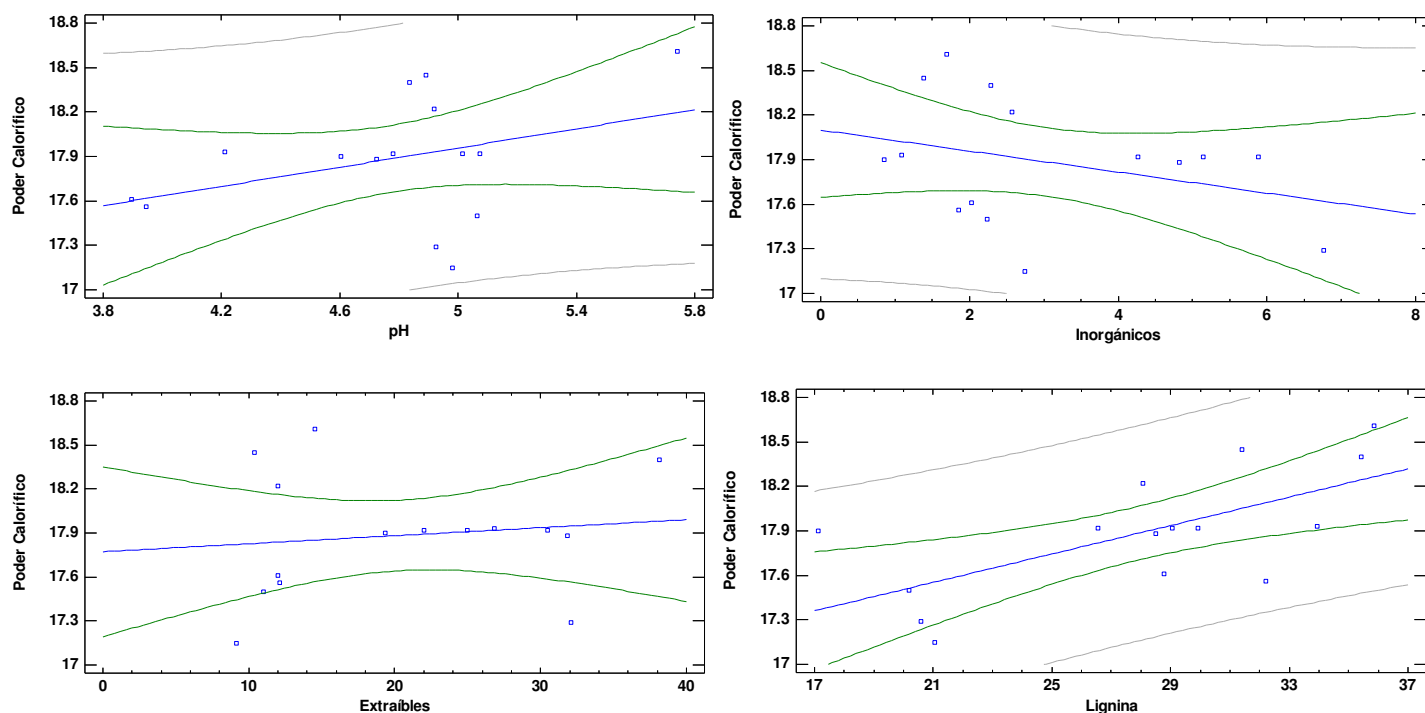 18.8
18.5
18.2
17.9
17.6
17.3
17
Poder Calorífico
3.8 4.2 4.6 5 5.4 5.8
pH
18.8
18.5
18.2
17.9
17.6
17.3
17
Poder Calorífico
0 2 4 6 8
Inorgánicos
18.8
18.5
18.2
17.9
17.6
17.3
17
Poder Calorífico
0 10 20 30 40
Extraíbles
18.8
18.5
18.2
17.9
17.6
17.3
17
Poder Calorífico
17 21 25 29 33 37
Lignina